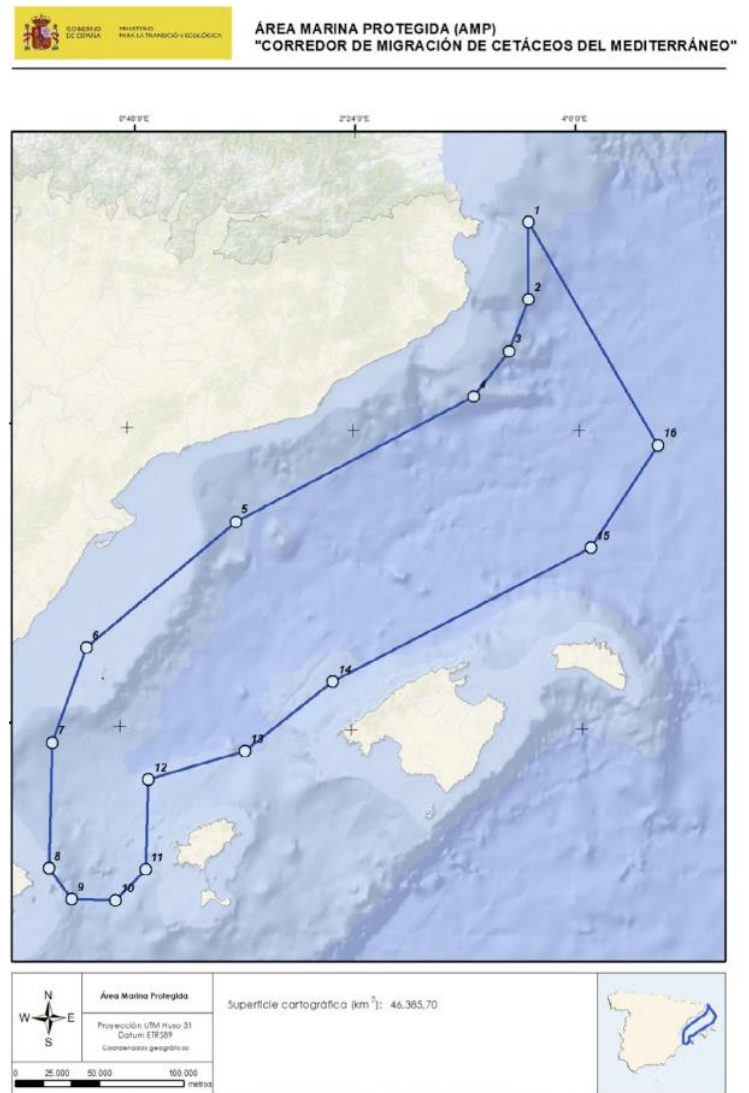 GOBIERNO
DE ESPAÑA
MINISTERIO
PARA LA TRANSICIÓN ECOLÓGICA
ÁREA MARINA PROTEGIDA (AMP)
"CORREDOR DE MIGRACIÓN DE CETÁCEOS DEL MEDITERRÁNEO"
0°48'0"E
2°24'0"E
4°0'0"E
1
2
3
4
16
5
15
6
14
7
13
12
8
11
9
10
N
W E
S
Área Marina Protegida
Proyección UTM Huso 31
Datum ETRS89
Coordenadas geográficas
Superficie cartográfica (km²): 46.385,70
0 25.000 50.000 100.000
metros